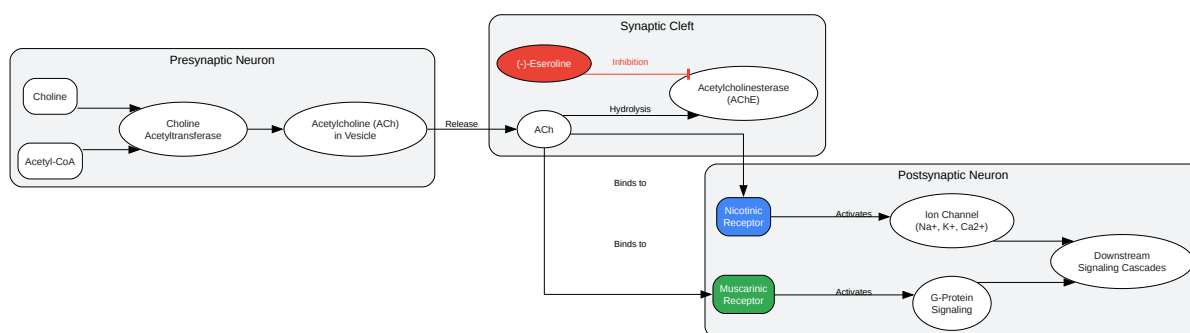 Presynaptic Neuron
Choline
Acetyl-CoA
Choline
Acetyltransferase
Acetylcholine (ACh)
in Vesicle
Release
Synaptic Cleft
(-)-Eseroline
Inhibition
Acetylcholinesterase
(AChE)
Hydrolysis
ACh
Binds to
Binds to
Postsynaptic Neuron
Nicotinic
Receptor
Activates
Ion Channel
(Na+, K+, Ca2+)
Muscarinic
Receptor
Activates
G-Protein
Signaling
Downstream
Signaling Cascades